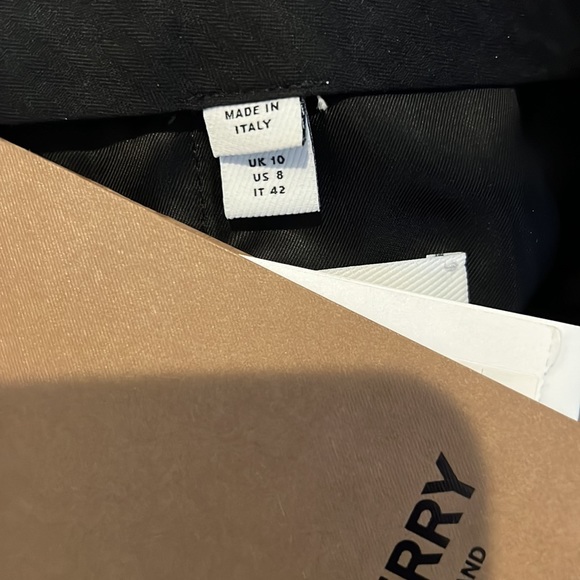 MADE IN
ITALY
UK 10
US 8
IT 42
RRY
ND